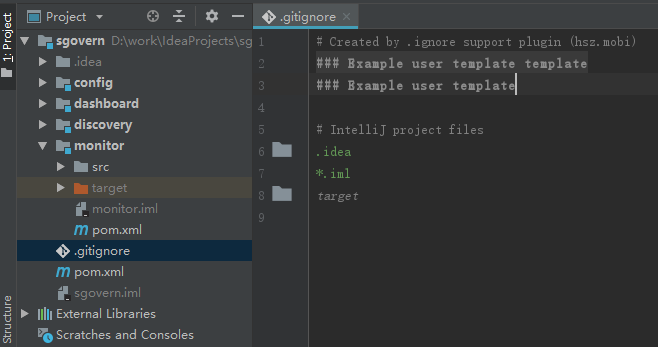 Project
.gitignore
1: Project
Structure
sgovern D:\work\IdeaProjects\sg
.idea
config
dashboard
discovery
monitor
src
target
monitor.iml
pom.xml
.gitignore
pom.xml
sgovern.iml
External Libraries
Scratches and Consoles
1 # Created by .ignore support plugin (hsz.mobi)
2 ### Example user template template
3 ### Example user template
4
5 # IntelliJ project files
6 .idea
7 *.iml
8 target
9